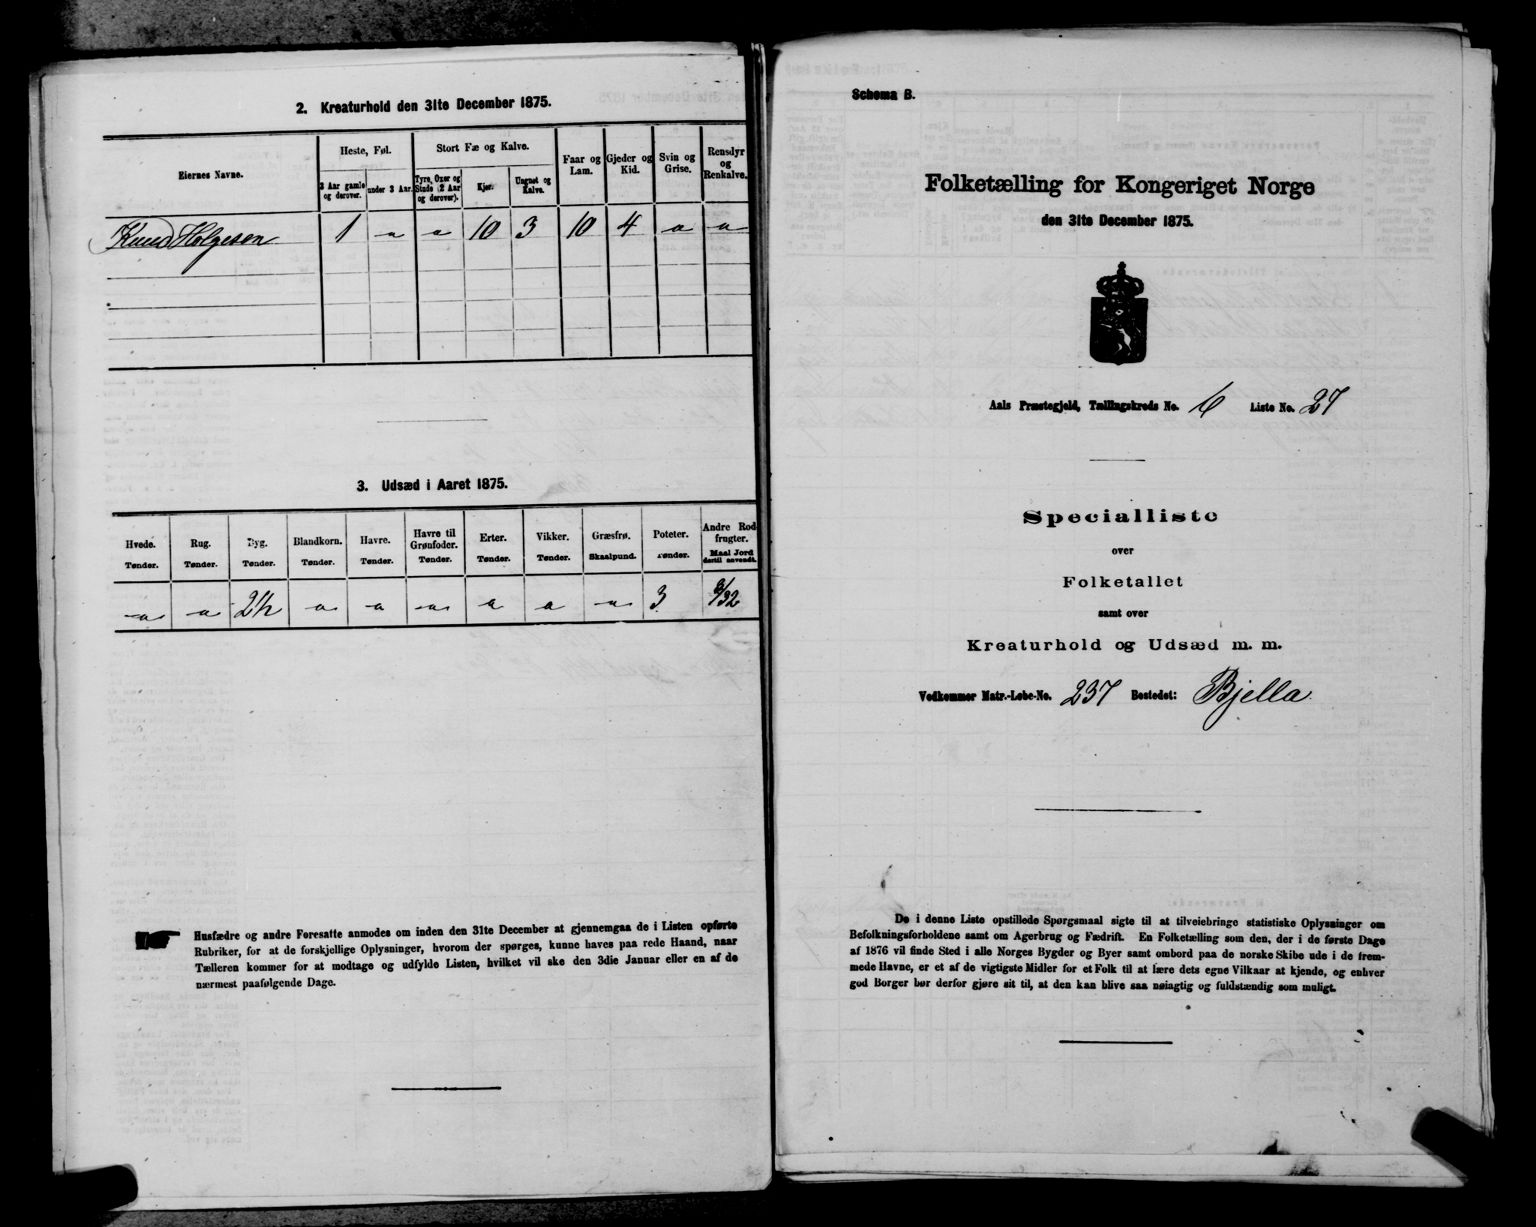 2. Kreaturhold den 31te December 1875.
Eiernes Navne.
Heste, Føl.
Stort Fæ og Kalve.
Faar og Lam.
Gjeder og Kid.
Svin og Grise.
Rensdyr og Renkalve.
3 Aar gamle og derover.
under 3 Aar.
Tyre, Oxer og Stude (2 Aar og derover).
Kjør.
Ungnøt og Kalve.
Knud Holgesen 1 " " 10 3 10 4 " "
3. Udsæd i Aaret 1875.
Hvede. Rug. Byg. Blandkorn. Havre. Havre til Grønfoder. Erter. Vikker. Græsfrø. Poteter. Andre Rodfrugter.
Tønder. Tønder. Tønder. Tønder. Tønder. Tønder. Tønder. Tønder. Skaalpund. Tønder. Maal Jord dertil anvendt.
" " 2½ " " " " " " 3 3/32
Husfædre og andre Foresatte anmodes om inden den 31te December at gjennemgaa de i Listen opførte
Rubriker, for at de forskjellige Oplysninger, hvorom der spørges, kunne haves paa rede Haand, naar
Tælleren kommer for at modtage og udfylde Listen, hvilket vil ske den 3die Januar eller en af de
nærmest paafølgende Dage.
Schema B.
Folketælling for Kongeriget Norge
den 31te December 1875.
Aals Præstegjeld, Tællingskreds No. 6 Liste No. 27
Specialliste
over
Folketallet
samt over
Kreaturhold og Udsæd m. m.
Vedkommer Matr.-Løbe-No. 237 Bostedet: Bjella
De i denne Liste opstillede Spørgsmaal sigte til at tilveiebringe statistiske Oplysninger om
Befolkningsforholdene samt om Agerbrug og Fædrift. En Folketælling som den, der i de første Dage
af 1876 vil finde Sted i alle Norges Bygder og Byer samt ombord paa de norske Skibe ude i de frem-
mede Havne, er et af de vigtigste Midler for et Folk til at lære dets egne Vilkaar at kjende, og enhver
god Borger bør derfor gjøre sit til, at den kan blive saa nøiagtig og fuldstændig som muligt.